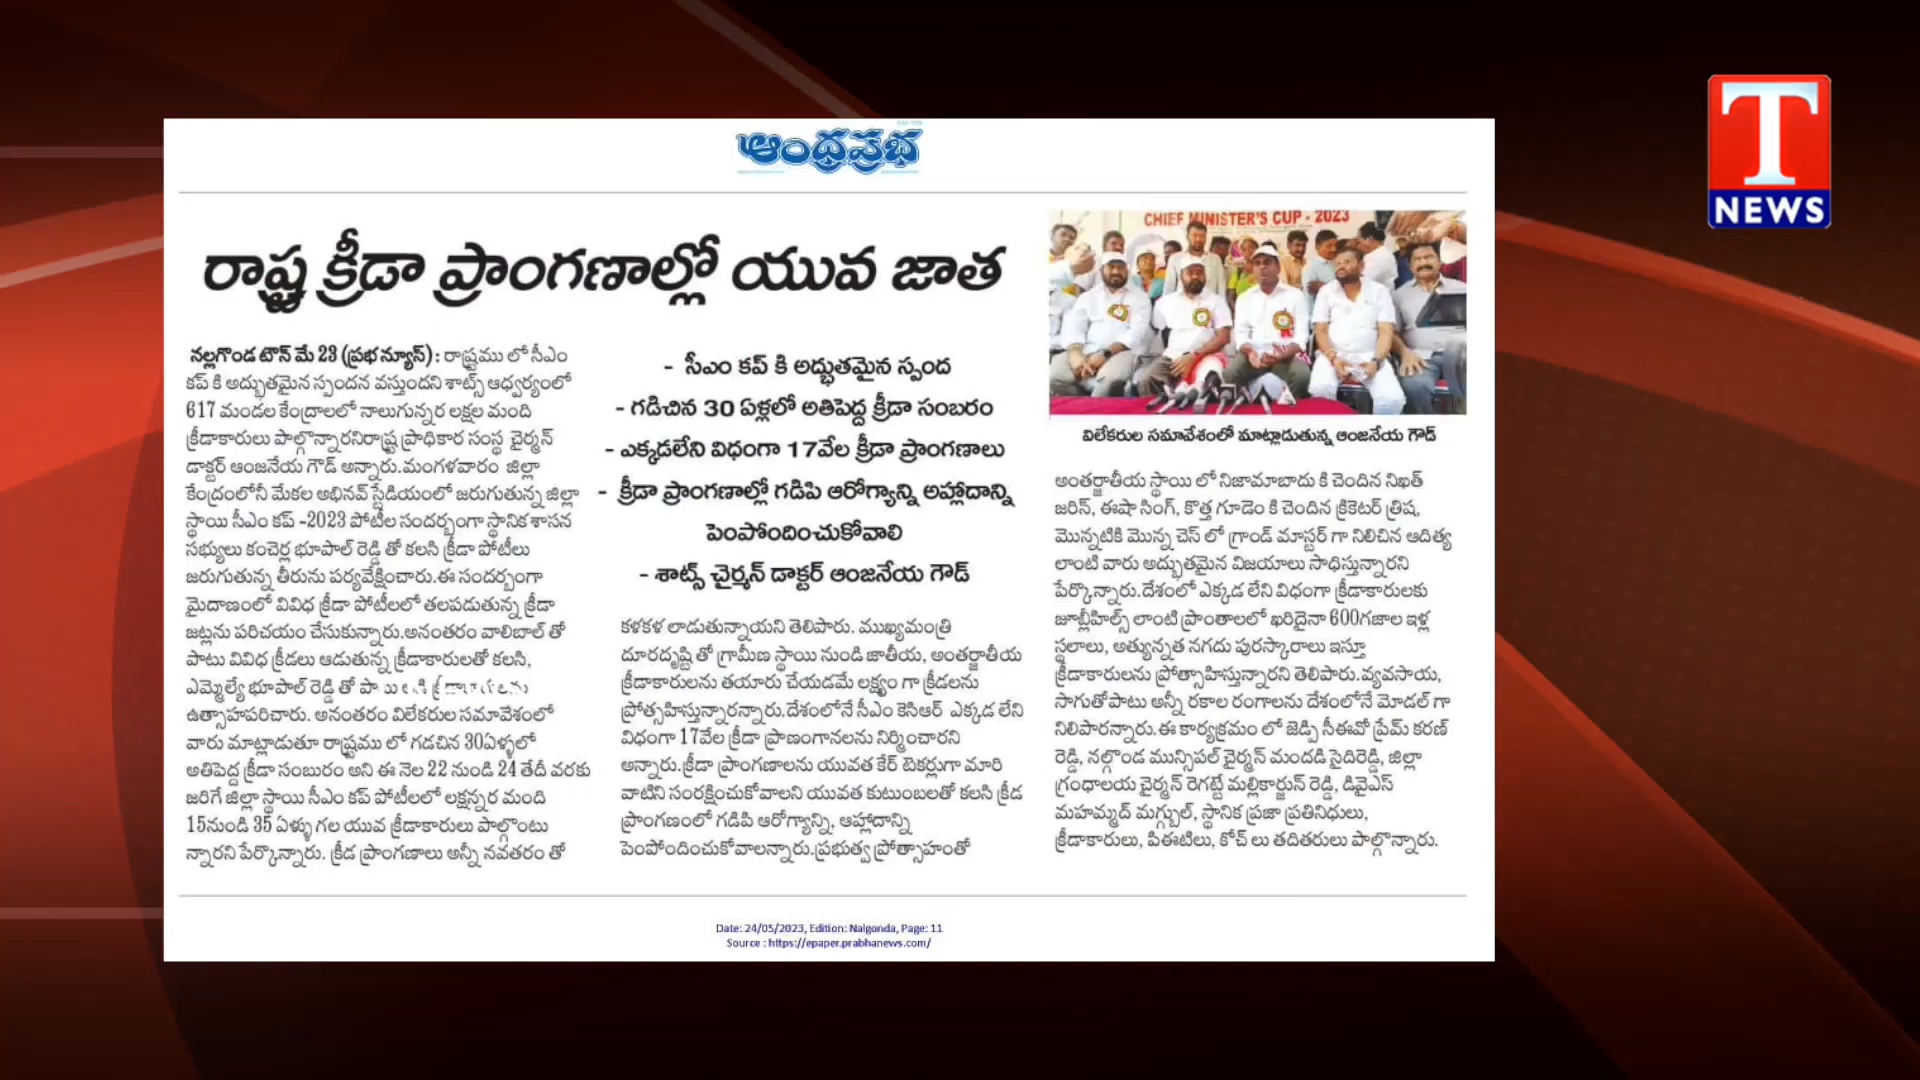 ఆంధ్రప్రభ
T
NEWS
రాష్ట్ర క్రీడా ప్రాంగణాల్లో యువ జాత
CHIEF MINISTER'S CUP - 2023
విలేకరుల సమావేశంలో మాట్లాడుతున్న ఆంజనేయ గౌడ్
నల్లగొండ టౌన్ మే 23 (ప్రభ న్యూస్) : రాష్ట్రము లో సీఎం
కప్ కి అద్భుతమైన స్పందన వస్తుందని శాట్స్ ఆధ్వర్యంలో
617 మండల కేంద్రాలలో నాలుగున్నర లక్షల మంది
క్రీడాకారులు పాల్గొన్నారనిరాష్ట్ర ప్రాధికార సంస్థ చైర్మన్
డాక్టర్ ఆంజనేయ గౌడ్ అన్నారు.మంగళవారం జిల్లా
కేంద్రంలోనీ మేకల అభినవ్ స్టేడియంలో జరుగుతున్న జిల్లా
స్థాయి సీఎం కప్ -2023 పోటీల సందర్భంగా స్థానిక శాసన
సభ్యులు కంచెర్ల భూపాల్ రెడ్డి తో కలసి క్రీడా పోటీలు
జరుగుతున్న తీరును పర్యవేక్షించారు.ఈ సందర్భంగా
మైదాణంలో వివిధ క్రీడా పోటీలలో తలపడుతున్న క్రీడా
జట్లను పరిచయం చేసుకున్నారు.అనంతరం వాలిబాల్ తో
పాటు వివిధ క్రీడలు ఆడుతున్న క్రీడాకారులతో కలసి,
ఎమ్మెల్యే భూపాల్ రెడ్డి తో
ఉత్సాహపరిచారు. అనంతరం విలేకరుల సమావేశంలో
వారు మాట్లాడుతూ రాష్ట్రము లో గడచిన 30ఏళ్ళలో
అతిపెద్ద క్రీడా సంబురం అని ఈ నెల 22 నుండి 24 తేదీ వరకు
జరిగే జిల్లా స్థాయి సీఎం కప్ పోటీలలో లక్షన్నర మంది
15నుండి 35 ఏళ్ళు గల యువ క్రీడాకారులు పాల్గొంటు
న్నారని పేర్కొన్నారు. క్రీడ ప్రాంగణాలు అన్నీ నవతరం తో
- సీఎం కప్ కి అద్భుతమైన స్పంద
- గడిచిన 30 ఏళ్లలో అతిపెద్ద క్రీడా సంబరం
- ఎక్కడలేని విధంగా 17వేల క్రీడా ప్రాంగణాలు
- క్రీడా ప్రాంగణాల్లో గడిపి ఆరోగ్యాన్ని అహ్లాదాన్ని
పెంపోందించుకోవాలి
- శాట్స్ చైర్మన్ డాక్టర్ ఆంజనేయ గౌడ్
కళకళ లాడుతున్నాయని తెలిపారు. ముఖ్యమంత్రి
దూరదృష్టి తో గ్రామీణ స్థాయి నుండి జాతీయ, అంతర్జాతీయ
క్రీడాకారులను తయారు చేయడమే లక్ష్యం గా క్రీడలను
ప్రోత్సహిస్తున్నారన్నారు.దేశంలోనే సీఎం కెసిఆర్ ఎక్కడ లేని
విధంగా 17వేల క్రీడా ప్రాణంగానలను నిర్మించారని
అన్నారు.క్రీడా ప్రాంగణాలను యువత కేర్ టెకర్లుగా మారి
వాటిని సంరక్షించుకోవాలని యువత కుటుంబలతో కలసి క్రీడ
ప్రాంగణంలో గడిపి ఆరోగ్యాన్ని, ఆహ్లాదాన్ని
పెంపోందించుకోవాలన్నారు.ప్రభుత్వ ప్రోత్సాహంతో
అంతర్జాతీయ స్థాయి లో నిజామాబాదు కి చెందిన నిఖత్
జరిన్, ఈషా సింగ్, కొత్త గూడెం కి చెందిన క్రికెటర్ త్రిష,
మొన్నటికి మొన్న చెస్ లో గ్రాండ్ మాస్టర్ గా నిలిచిన ఆదిత్య
లాంటి వారు అద్భుతమైన విజయాలు సాధిస్తున్నారని
పేర్కొన్నారు.దేశంలో ఎక్కడ లేని విధంగా క్రీడాకారులకు
జూబ్లీహిల్స్ లాంటి ప్రాంతాలలో ఖరిదైనా 600గజాల ఇళ్ల
స్థలాలు, అత్యున్నత నగదు పురస్కారాలు ఇస్తూ
క్రీడాకారులను ప్రోత్సాహిస్తున్నారని తెలిపారు.వ్యవసాయ,
సాగుతోపాటు అన్నీ రకాల రంగాలను దేశంలోనే మోడల్ గా
నిలిపారన్నారు.ఈ కార్యక్రమం లో జెడ్పి సీఈవో ప్రేమ్ కరణ్
రెడ్డి, నల్గొండ మున్సిపల్ చైర్మన్ మందడి సైదిరెడ్డి, జిల్లా
గ్రంధాలయ చైర్మన్ రెగట్టే మల్లికార్జున్ రెడ్డి, డివైఎస్
మహమ్మద్ మగ్బుల్, స్థానిక ప్రజా ప్రతినిధులు,
క్రీడాకారులు, పిఈటిలు, కోచ్ లు తదితరులు పాల్గొన్నారు.
Date: 24/05/2023, Edition: Nalgonda, Page: 11
Source : https://epaper.prabhanews.com/